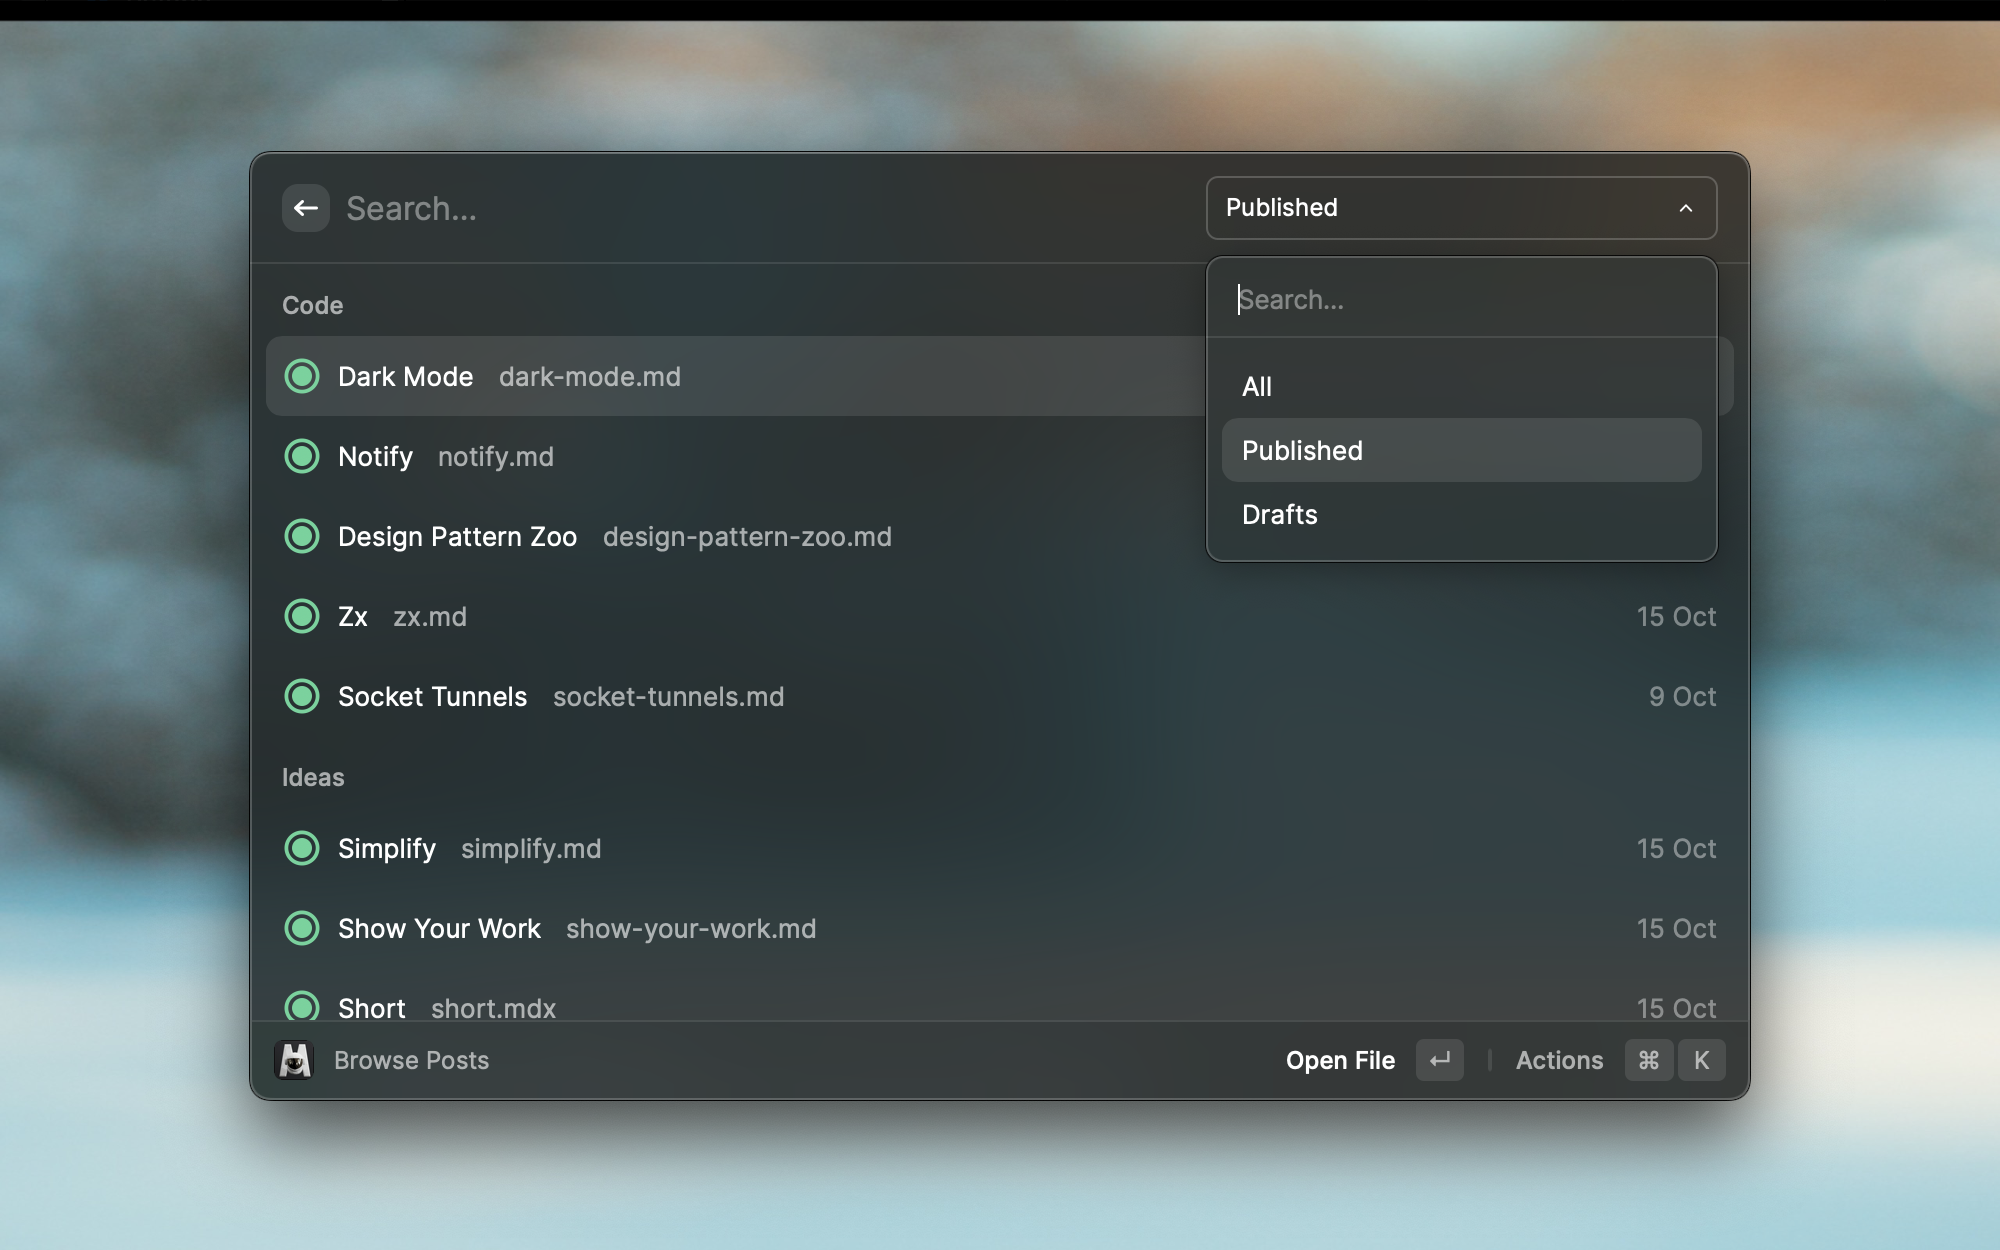 Search...
Published
Search...
All
Published
Drafts
Code
Dark Mode dark-mode.md
Notify notify.md
Design Pattern Zoo design-pattern-zoo.md
Zx zx.md 15 Oct
Socket Tunnels socket-tunnels.md 9 Oct
Ideas
Simplify simplify.md 15 Oct
Show Your Work show-your-work.md 15 Oct
Short short.mdx 15 Oct
Browse Posts Open File ↵ Actions ⌘ K